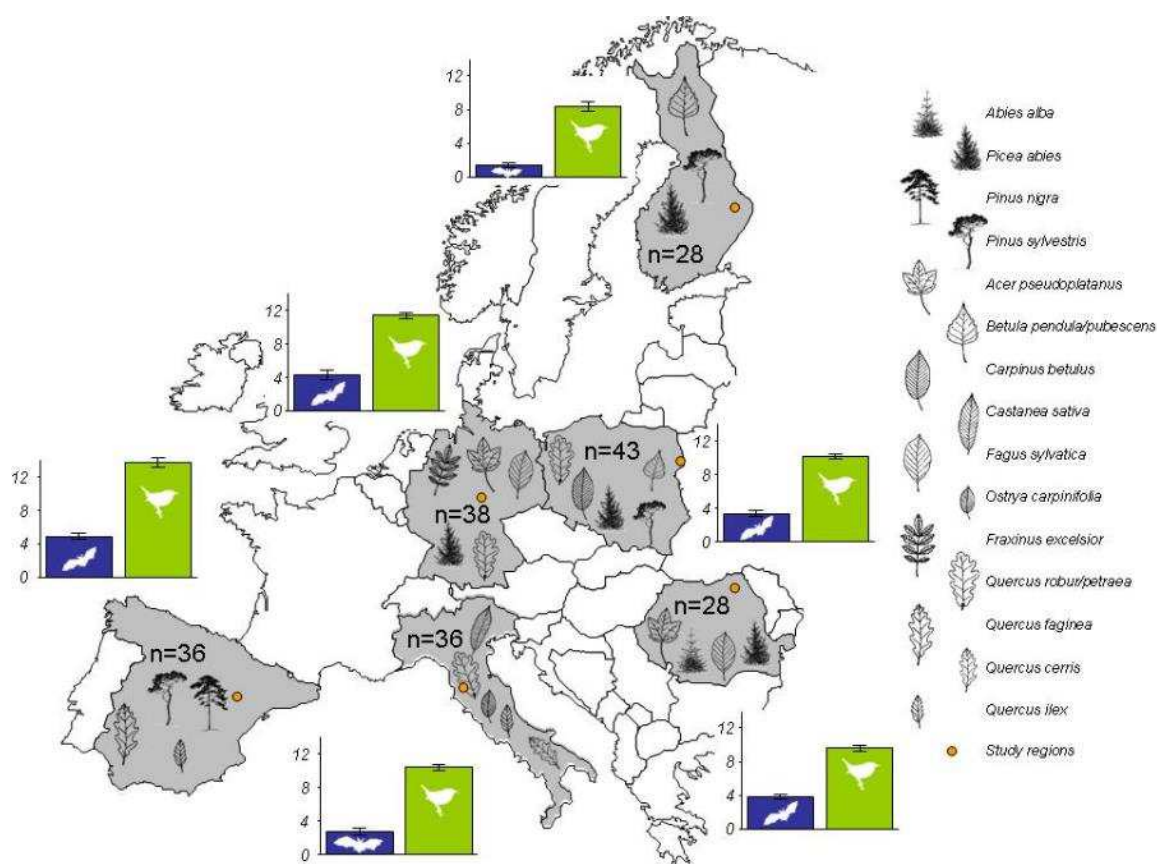 12
8
4
0
n=28
12
8
4
0
n=38
n=43
12
8
4
0
12
8
4
0
n=36
n=36
n=28
12
8
4
0
12
8
4
0
Abies alba
Picea abies
Pinus nigra
Pinus sylvestris
Acer pseudoplatanus
Betula pendula/pubescens
Carpinus betulus
Castanea sativa
Fagus sylvatica
Ostrya carpinifolia
Fraxinus excelsior
Quercus robur/petraea
Quercus faginea
Quercus cerris
Quercus ilex
Study regions